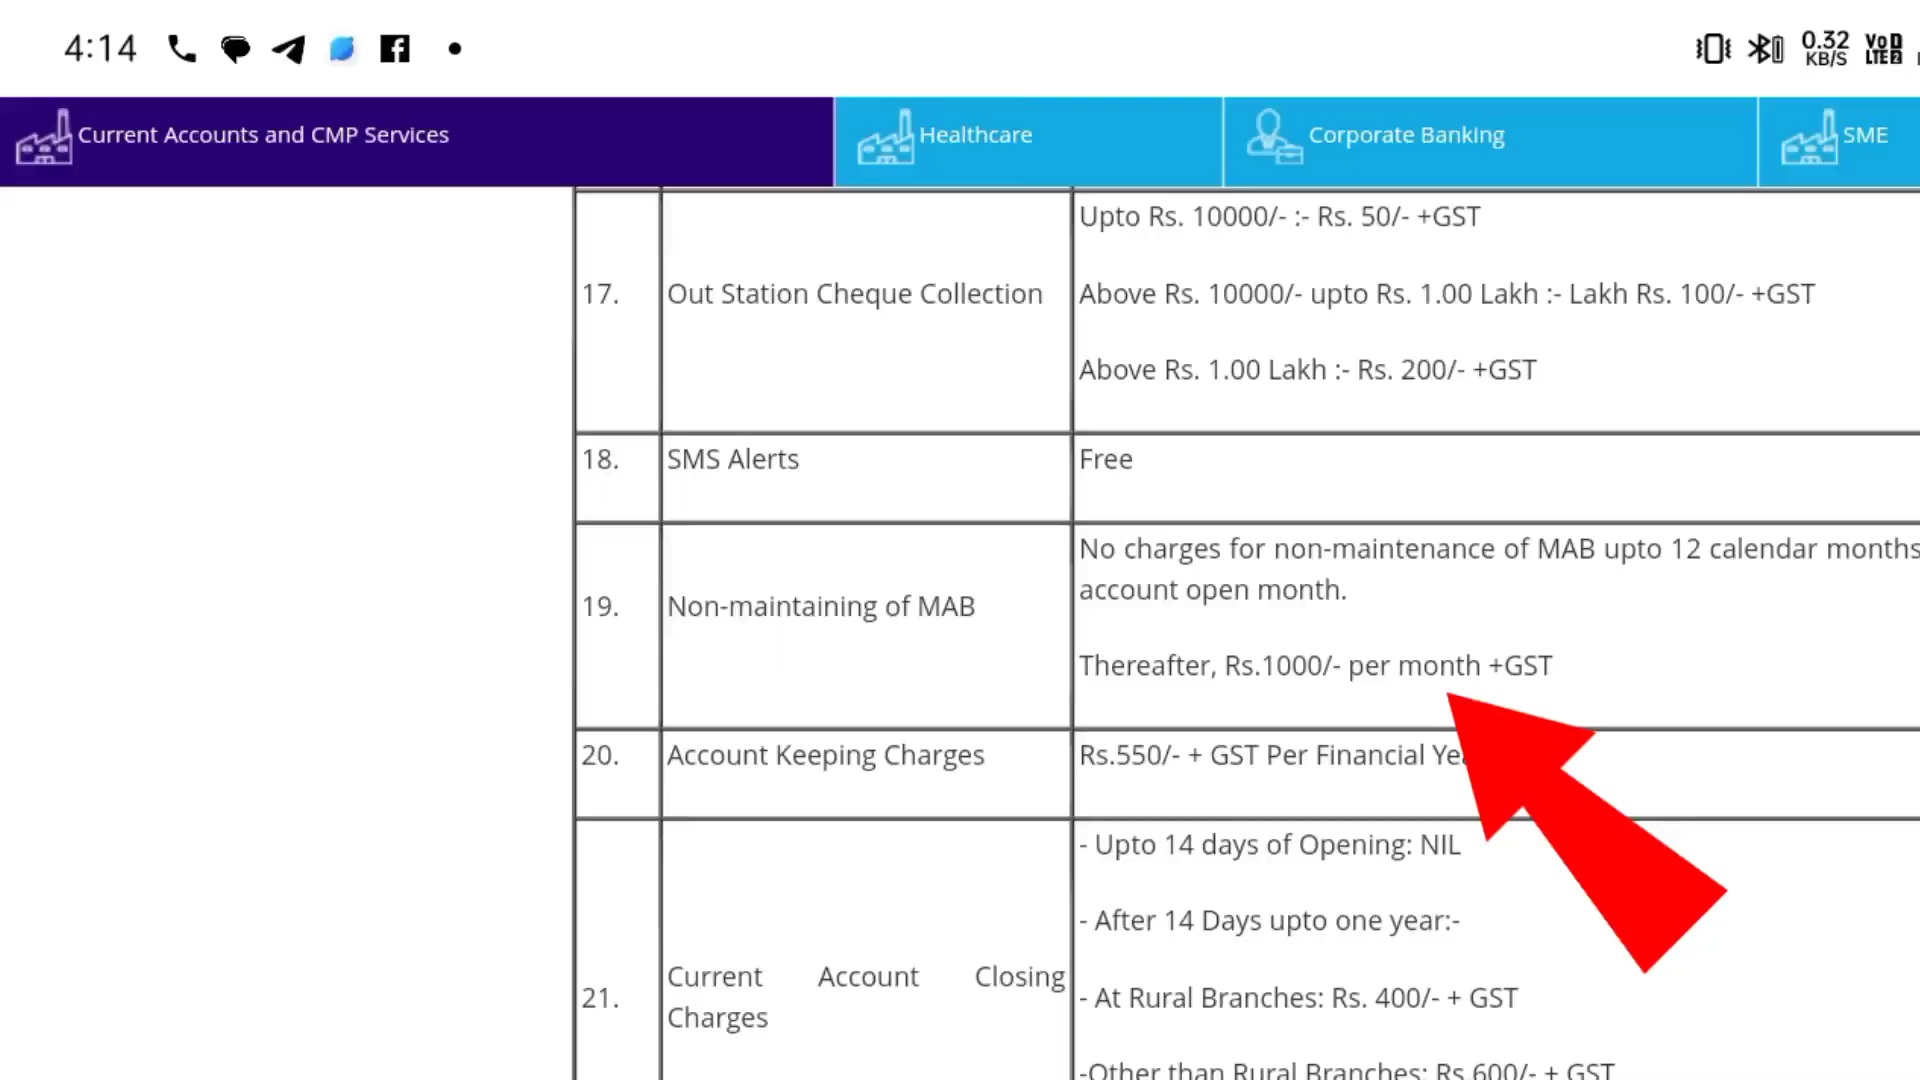 4:14
0.32
KB/S
Vo
LTE 2
Current Accounts and CMP Services
Healthcare
Corporate Banking
SME
17.
Out Station Cheque Collection
Upto Rs. 10000/- :- Rs. 50/- +GST
Above Rs. 10000/- upto Rs. 1.00 Lakh :- Lakh Rs. 100/- +GST
Above Rs. 1.00 Lakh :- Rs. 200/- +GST
18.
SMS Alerts
Free
19.
Non-maintaining of MAB
No charges for non-maintenance of MAB upto 12 calendar months
account open month.
Thereafter, Rs.1000/- per month +GST
20.
Account Keeping Charges
Rs.550/- + GST Per Financial
21.
Current Account Closing
Charges
- Upto 14 days of Opening: NIL
- After 14 Days upto one year:-
- At Rural Branches: Rs. 400/- + GST
-Other than Rural Branches: Rs.600/- + GST